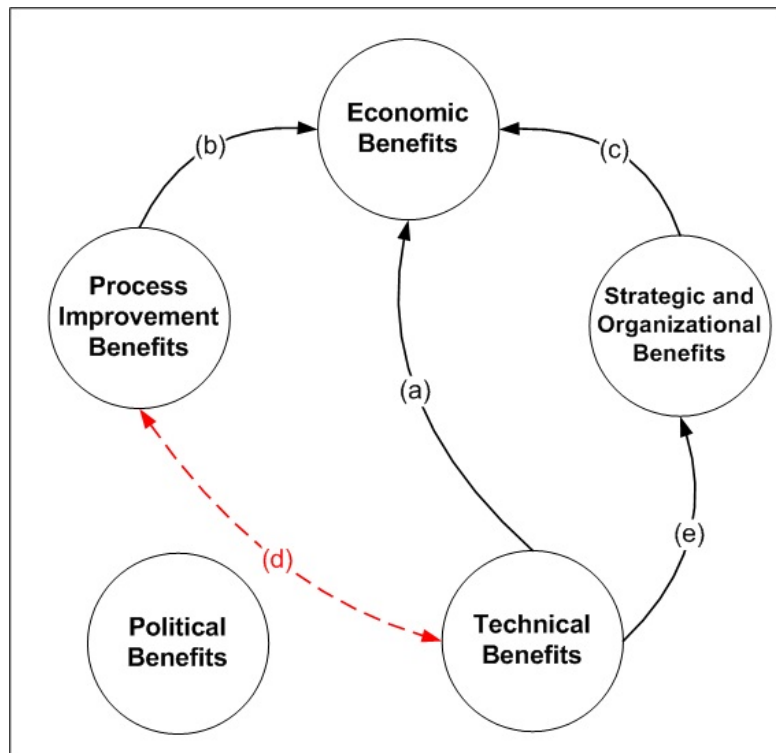 Economic
Benefits
(b)
(c)
Process
Improvement
Benefits
Strategic and
Organizational
Benefits
(a)
(d)
(e)
Political
Benefits
Technical
Benefits